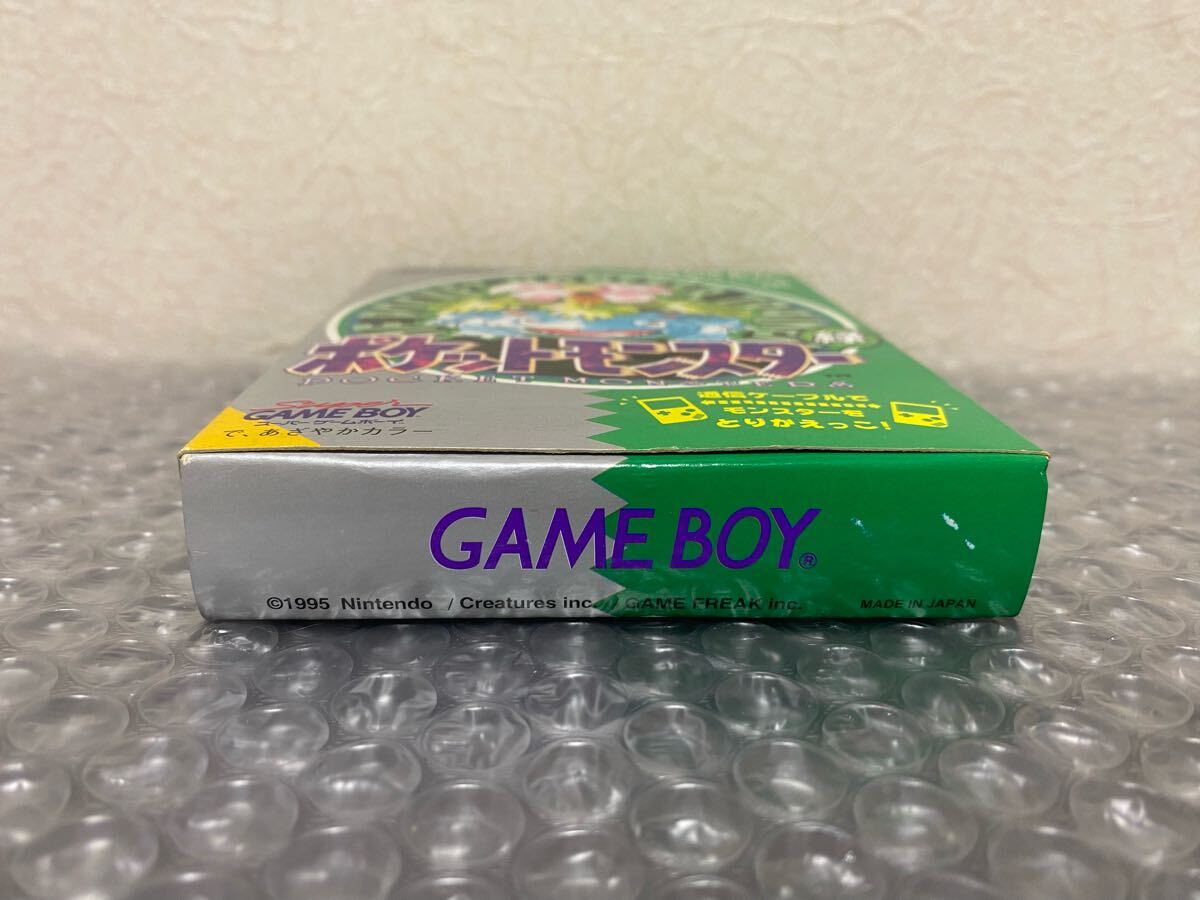 緑
ポケットモンスター
POCKET MONSTERS
Super
GAME BOY
スーパーゲームボーイ
で、あざやかカラー
通信ケーブルで
モンスターを
とりかえっこ!
GAME BOY®
©1995 Nintendo / Creatures inc. / GAME FREAK inc.
MADE IN JAPAN